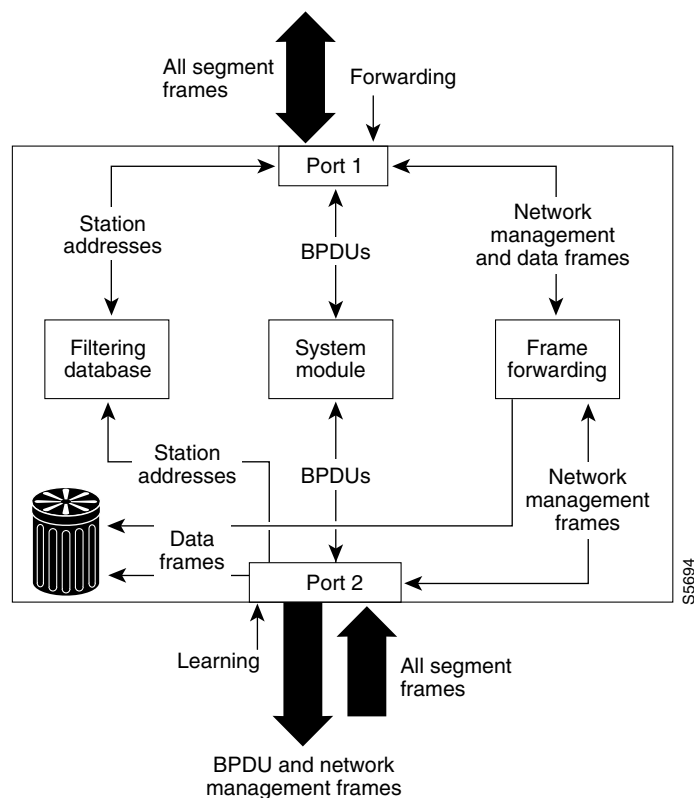 All segment
frames
Forwarding
Port 1
Station
addresses
BPDUs
Network
management
and data frames
Filtering
database
System
module
Frame
forwarding
Station
addresses
BPDUs
Network
management
frames
Data
frames
Port 2
S5694
Learning
All segment
frames
BPDU and network
management frames